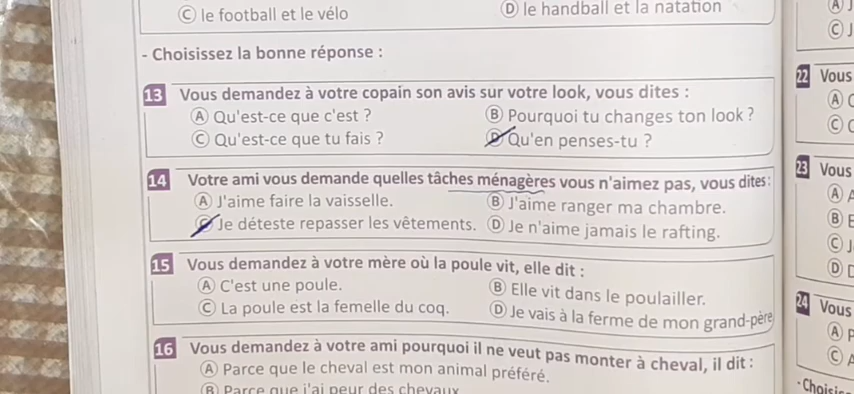 Ⓒ le football et le vélo
Ⓓ le handball et la natation
- Choisissez la bonne réponse :
13 Vous demandez à votre copain son avis sur votre look, vous dites :
Ⓐ Qu'est-ce que c'est ?
Ⓑ Pourquoi tu changes ton look ?
Ⓒ Qu'est-ce que tu fais ?
Ⓓ Qu'en penses-tu ?
14 Votre ami vous demande quelles tâches ménagères vous n'aimez pas, vous dites :
Ⓐ J'aime faire la vaisselle.
Ⓑ J'aime ranger ma chambre.
Ⓒ Je déteste repasser les vêtements.
Ⓓ Je n'aime jamais le rafting.
15 Vous demandez à votre mère où la poule vit, elle dit :
Ⓐ C'est une poule.
Ⓑ Elle vit dans le poulailler.
Ⓒ La poule est la femelle du coq.
Ⓓ Je vais à la ferme de mon grand-père
16 Vous demandez à votre ami pourquoi il ne veut pas monter à cheval, il dit :
Ⓐ Parce que le cheval est mon animal préféré.
Ⓑ Parce que j'ai peur des chevaux
Ⓐ J
Ⓒ J
22 Vous
Ⓐ
Ⓒ
23 Vous
Ⓐ
Ⓑ E
Ⓒ J
Ⓓ
24 Vous
Ⓐ
Ⓒ